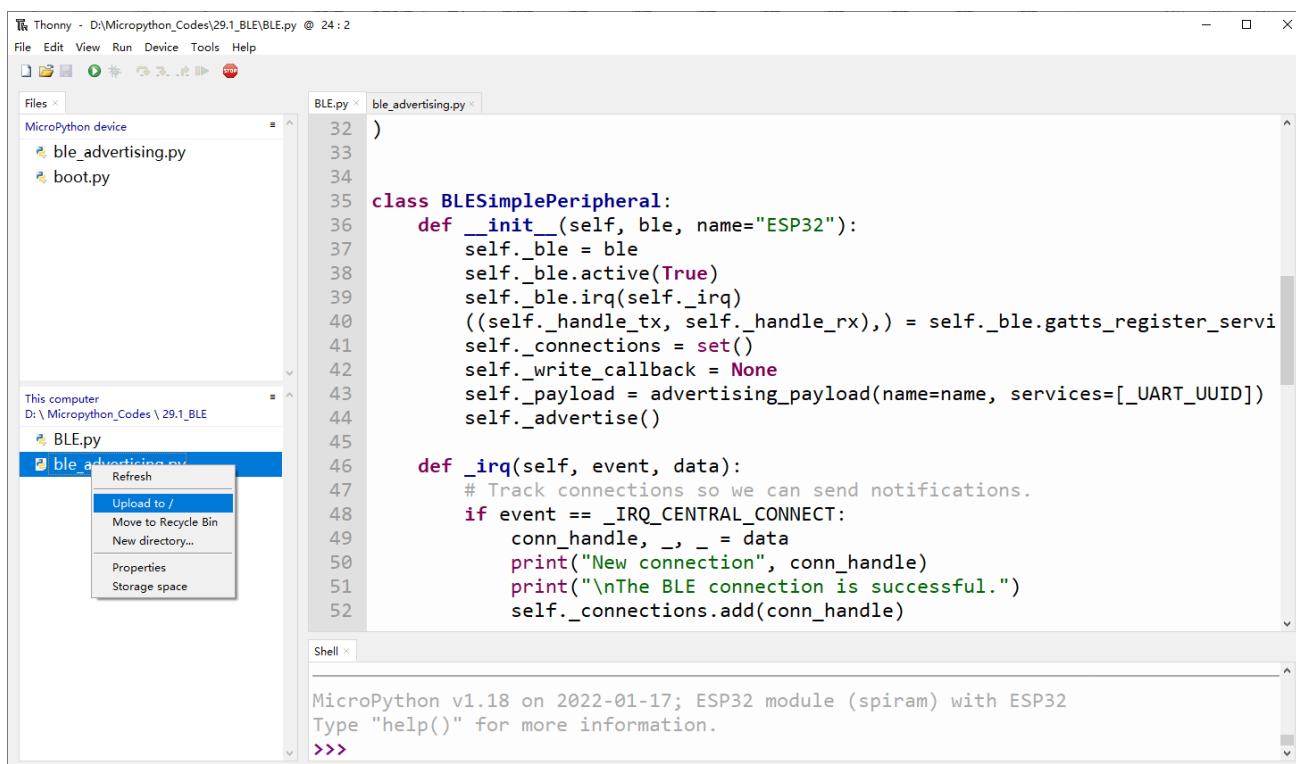 Thonny - D:\Micropython_Codes\29.1_BLE\BLE.py @ 24 : 2
File Edit View Run Device Tools Help
STOP
Files
MicroPython device
ble_advertising.py
boot.py
This computer
D: \ Micropython_Codes \ 29.1_BLE
BLE.py
ble_advertising.py
Refresh
Upload to /
Move to Recycle Bin
New directory...
Properties
Storage space
BLE.py ble_advertising.py
32 )
33
34
35 class BLESimplePeripheral:
36     def __init__(self, ble, name="ESP32"):
37         self._ble = ble
38         self._ble.active(True)
39         self._ble.irq(self._irq)
40         ((self._handle_tx, self._handle_rx),) = self._ble.gatts_register_servi
41         self._connections = set()
42         self._write_callback = None
43         self._payload = advertising_payload(name=name, services=[_UART_UUID])
44         self._advertise()
45
46     def _irq(self, event, data):
47         # Track connections so we can send notifications.
48         if event == _IRQ_CENTRAL_CONNECT:
49             conn_handle, _, _ = data
50             print("New connection", conn_handle)
51             print("\nThe BLE connection is successful.")
52             self._connections.add(conn_handle)
Shell
MicroPython v1.18 on 2022-01-17; ESP32 module (spiram) with ESP32
Type "help()" for more information.
>>>